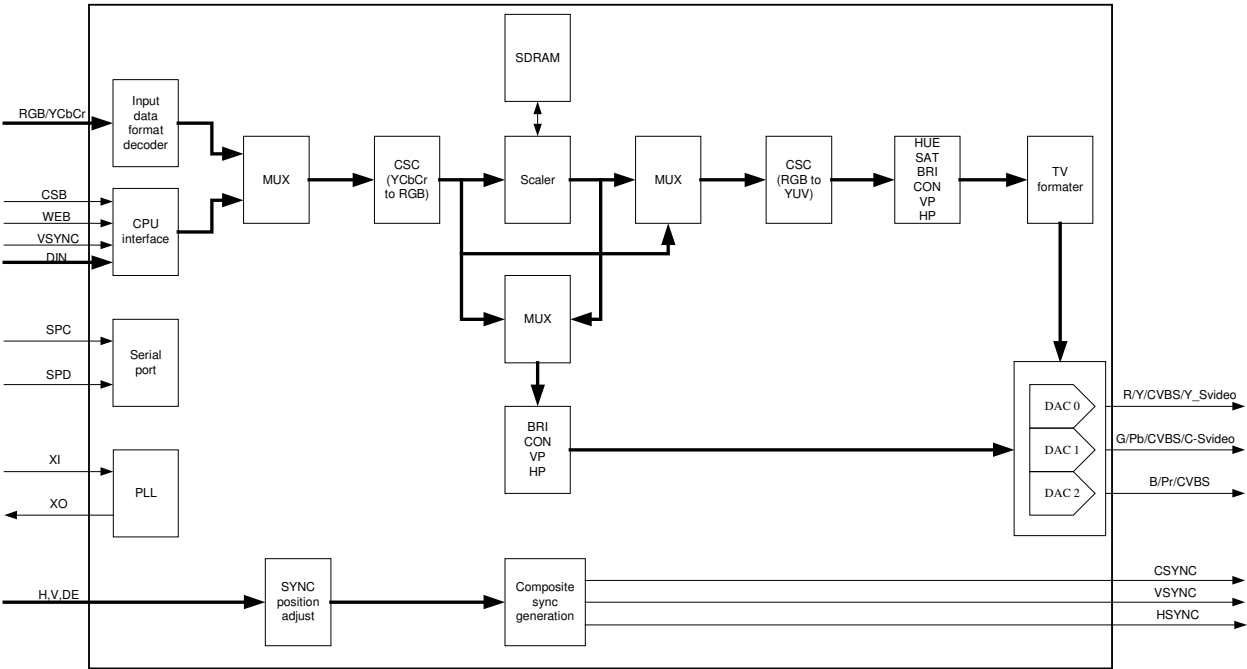 SDRAM
RGB/YCbCr
Input
data
format
decoder
MUX
CSC
(YCbCr
to RGB)
Scaler
MUX
CSC
(RGB to
YUV)
HUE
SAT
BRI
CON
VP
HP
TV
formater
CSB
WEB
VSYNC
DIN
CPU
interface
MUX
SPC
SPD
Serial
port
BRI
CON
VP
HP
DAC 0
DAC 1
DAC 2
R/Y/CVBS/Y_Svideo
G/Pb/CVBS/C-Svideo
B/Pr/CVBS
XI
XO
PLL
H,V,DE
SYNC
position
adjust
Composite
sync
generation
CSYNC
VSYNC
HSYNC